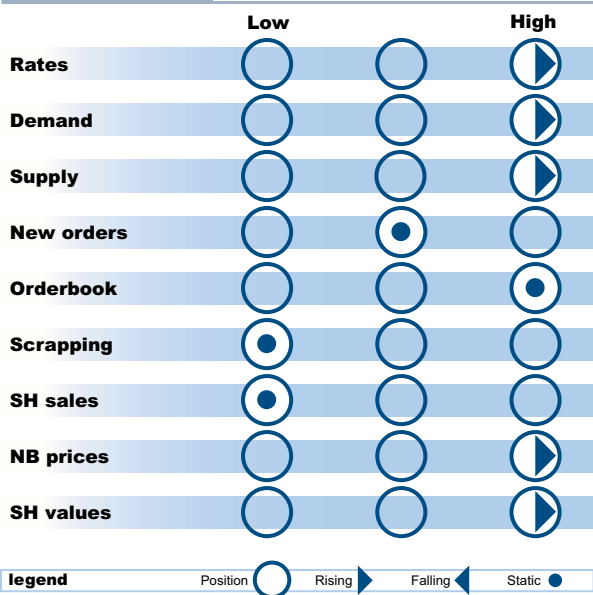 Low High
Rates
Demand
Supply
New orders
Orderbook
Scrapping
SH sales
NB prices
SH values
legend Position Rising Falling Static